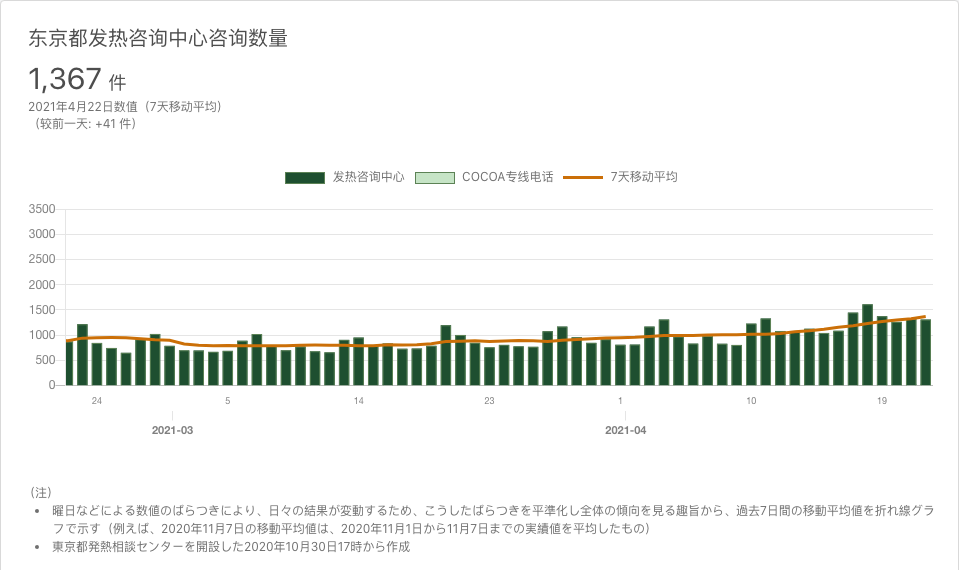 东京都发热咨询中心咨询数量
1,367 件
2021年4月22日数值（7天移动平均）
（较前一天: +41 件）
发热咨询中心 COCOA专线电话 7天移动平均
3500
3000
2500
2000
1500
1000
500
0
24 5 14 23 1 10 19
2021-03 2021-04
（注）
• 曜日などによる数値のばらつきにより、日々の結果が変動するため、こうしたばらつきを平準化し全体の傾向を見る趣旨から、過去7日間の移動平均値を折れ線グラ
フで示す（例えば、2020年11月7日の移動平均値は、2020年11月1日から11月7日までの実績値を平均したもの）
• 東京都発熱相談センターを開設した2020年10月30日17時から作成